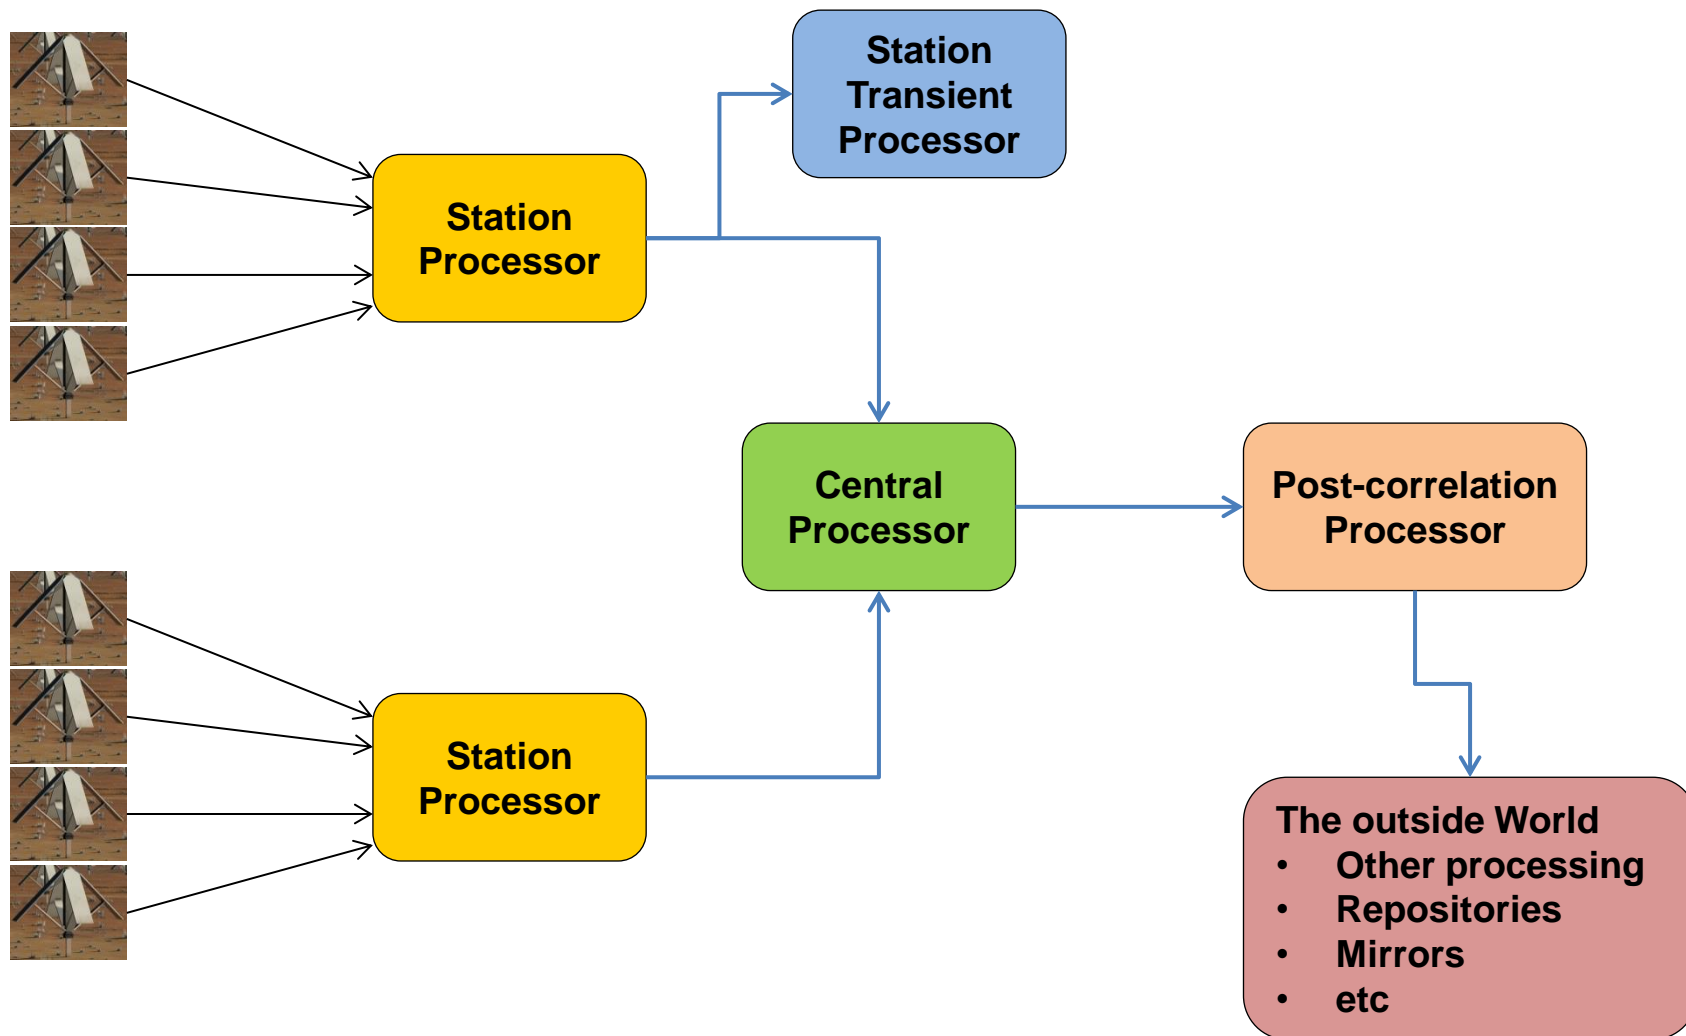 Station
Transient
Processor
Station
Processor
Central
Processor
Post-correlation
Processor
Station
Processor
The outside World
• Other processing
• Repositories
• Mirrors
• etc